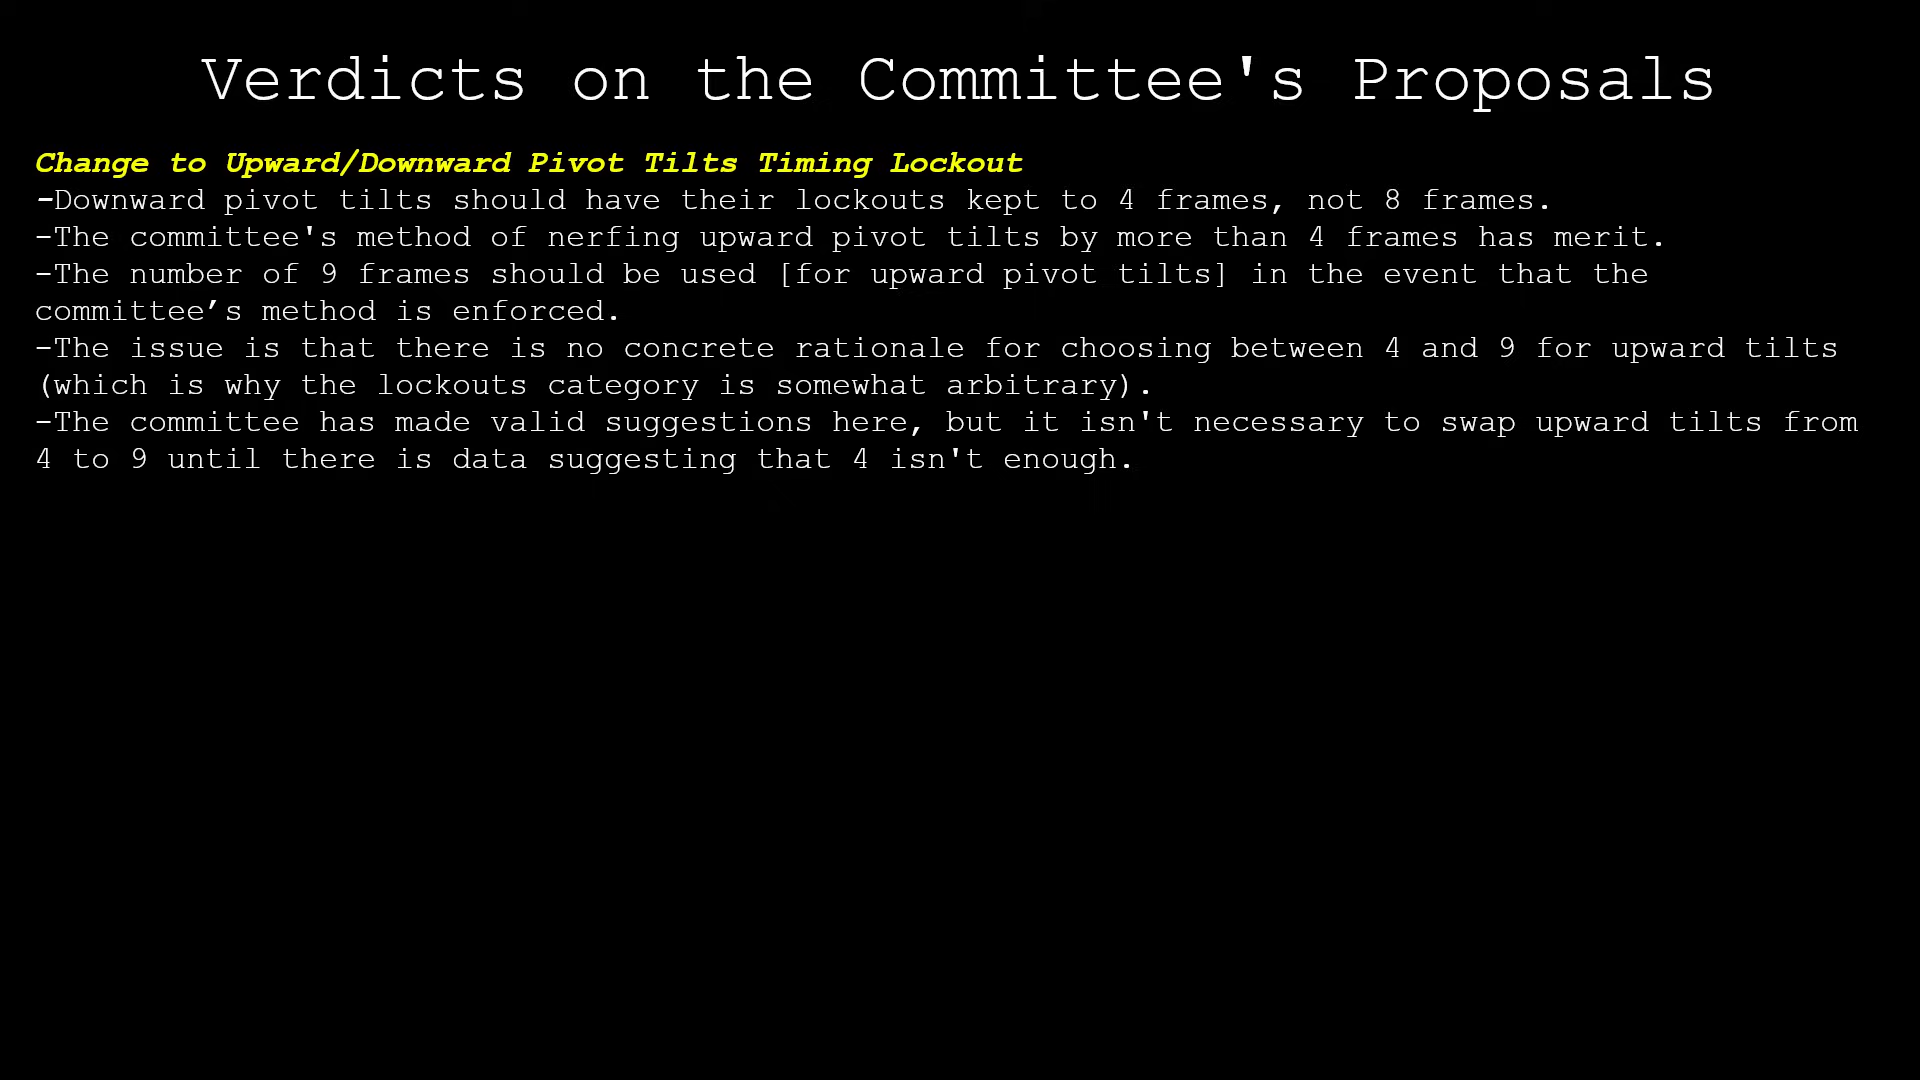 Verdicts on the Committee's Proposals
Change to Upward/Downward Pivot Tilts Timing Lockout
-Downward pivot tilts should have their lockouts kept to 4 frames, not 8 frames.
-The committee's method of nerfing upward pivot tilts by more than 4 frames has merit.
-The number of 9 frames should be used [for upward pivot tilts] in the event that the
committee’s method is enforced.
-The issue is that there is no concrete rationale for choosing between 4 and 9 for upward tilts
(which is why the lockouts category is somewhat arbitrary).
-The committee has made valid suggestions here, but it isn't necessary to swap upward tilts from
4 to 9 until there is data suggesting that 4 isn't enough.